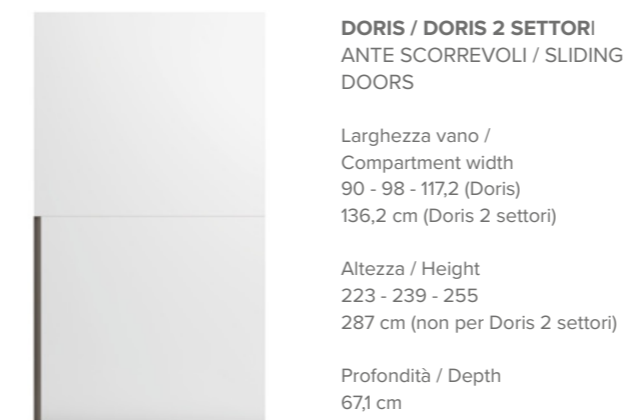 DORIS / DORIS 2 SETTORI
ANTE SCORREVOLI / SLIDING
DOORS
Larghezza vano /
Compartment width
90 - 98 - 117,2 (Doris)
136,2 cm (Doris 2 settori)
Altezza / Height
223 - 239 - 255
287 cm (non per Doris 2 settori)
Profondità / Depth
67,1 cm